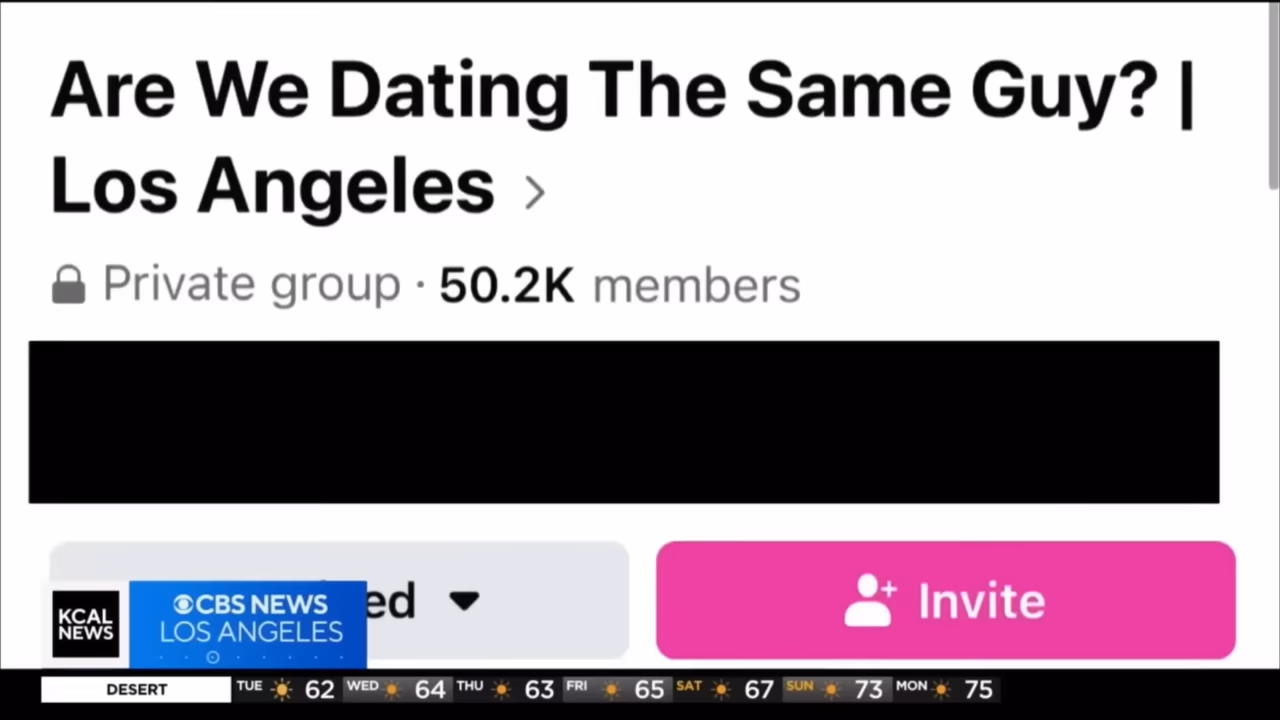 Are We Dating The Same Guy? |
Los Angeles >
Private group · 50.2K members
ed
Invite
KCAL
NEWS
CBS NEWS
LOS ANGELES
DESERT TUE 62 WED 64 THU 63 FRI 65 SAT 67 SUN 73 MON 75